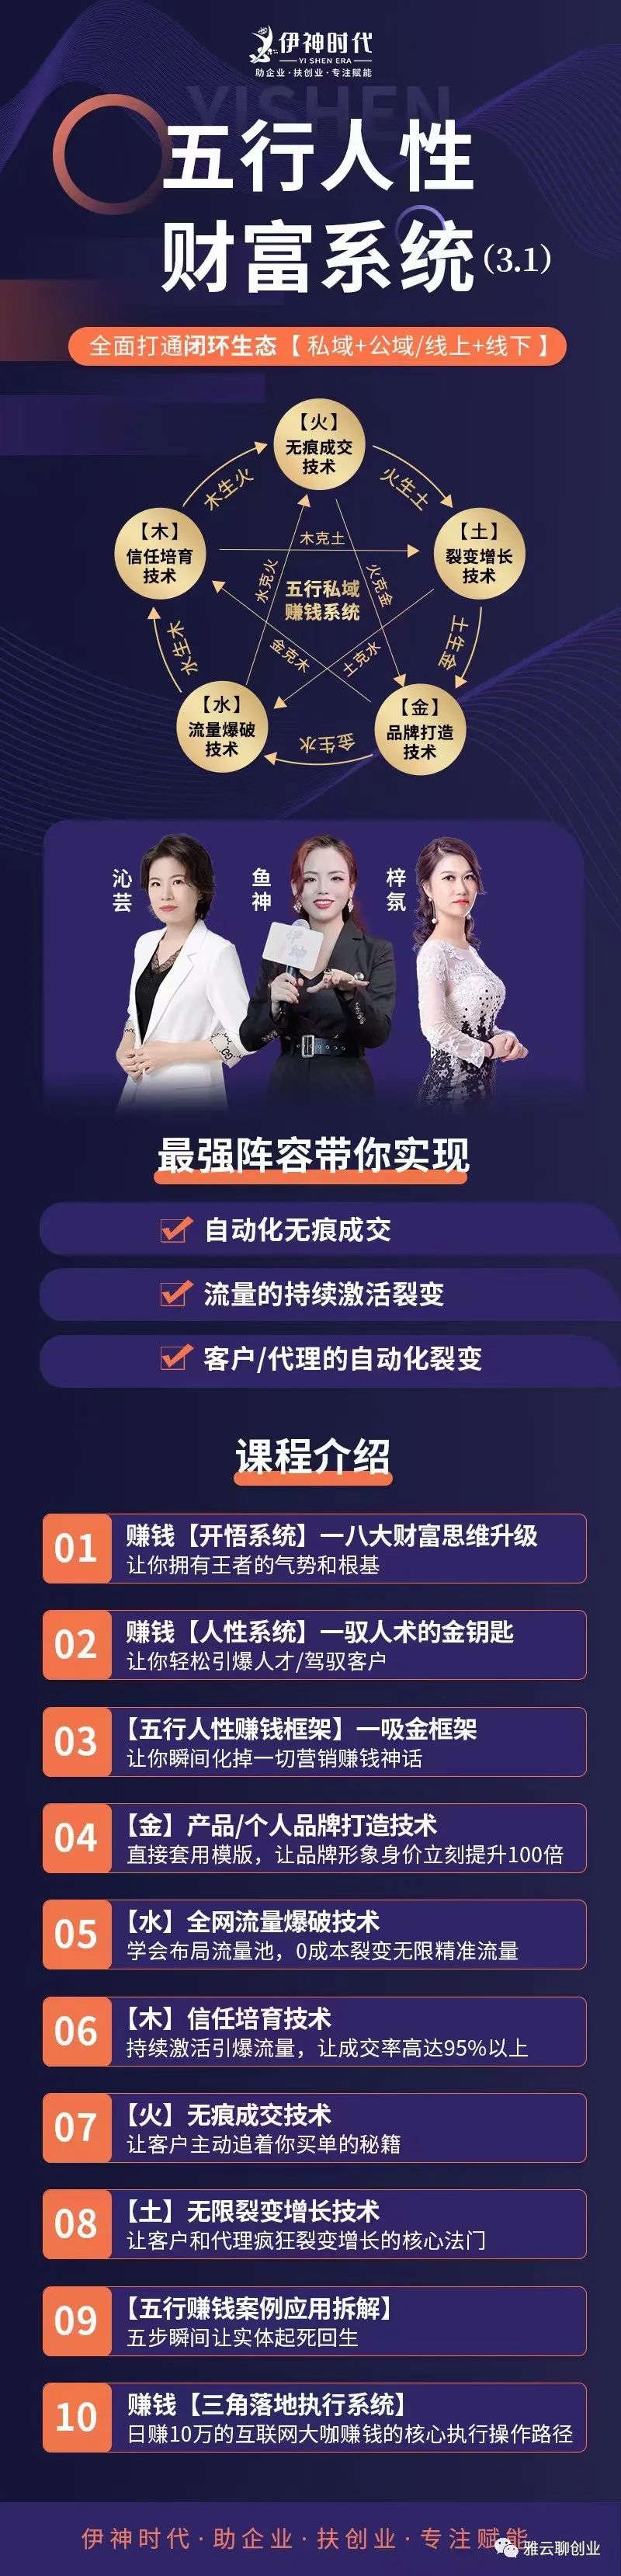 伊神时代
YI SHEN ERA
助企业·扶创业·专注赋能
YISHEN
五行人性
财富系统(3.1)
全面打通闭环生态【 私域+公域/线上+线下 】
【火】
无痕成交
技术
木生火
火生土
【木】
信任培育
技术
木克土
【土】
裂变增长
技术
水克火
火克金
五行私域
赚钱系统
水生木
金克木
土克水
土生金
【水】
流量爆破
技术
金生水
【金】
品牌打造
技术
沁芸
鱼神
梓氛
最强阵容带你实现
自动化无痕成交
流量的持续激活裂变
客户/代理的自动化裂变
课程介绍
01
赚钱【开悟系统】一八大财富思维升级
让你拥有王者的气势和根基
02
赚钱【人性系统】一驭人术的金钥匙
让你轻松引爆人才/驾驭客户
03
【五行人性赚钱框架】一吸金框架
让你瞬间化掉一切营销赚钱神话
04
【金】产品/个人品牌打造技术
直接套用模版，让品牌形象身价立刻提升100倍
05
【水】全网流量爆破技术
学会布局流量池，0成本裂变无限精准流量
06
【木】信任培育技术
持续激活引爆流量，让成交率高达95%以上
07
【火】无痕成交技术
让客户主动追着你买单的秘籍
08
【土】无限裂变增长技术
让客户和代理疯狂裂变增长的核心法门
09
【五行赚钱案例应用拆解】
五步瞬间让实体起死回生
10
赚钱【三角落地执行系统】
日赚10万的互联网大咖赚钱的核心执行操作路径
伊神时代·助企业·扶创业·专注赋能
雅云聊创业